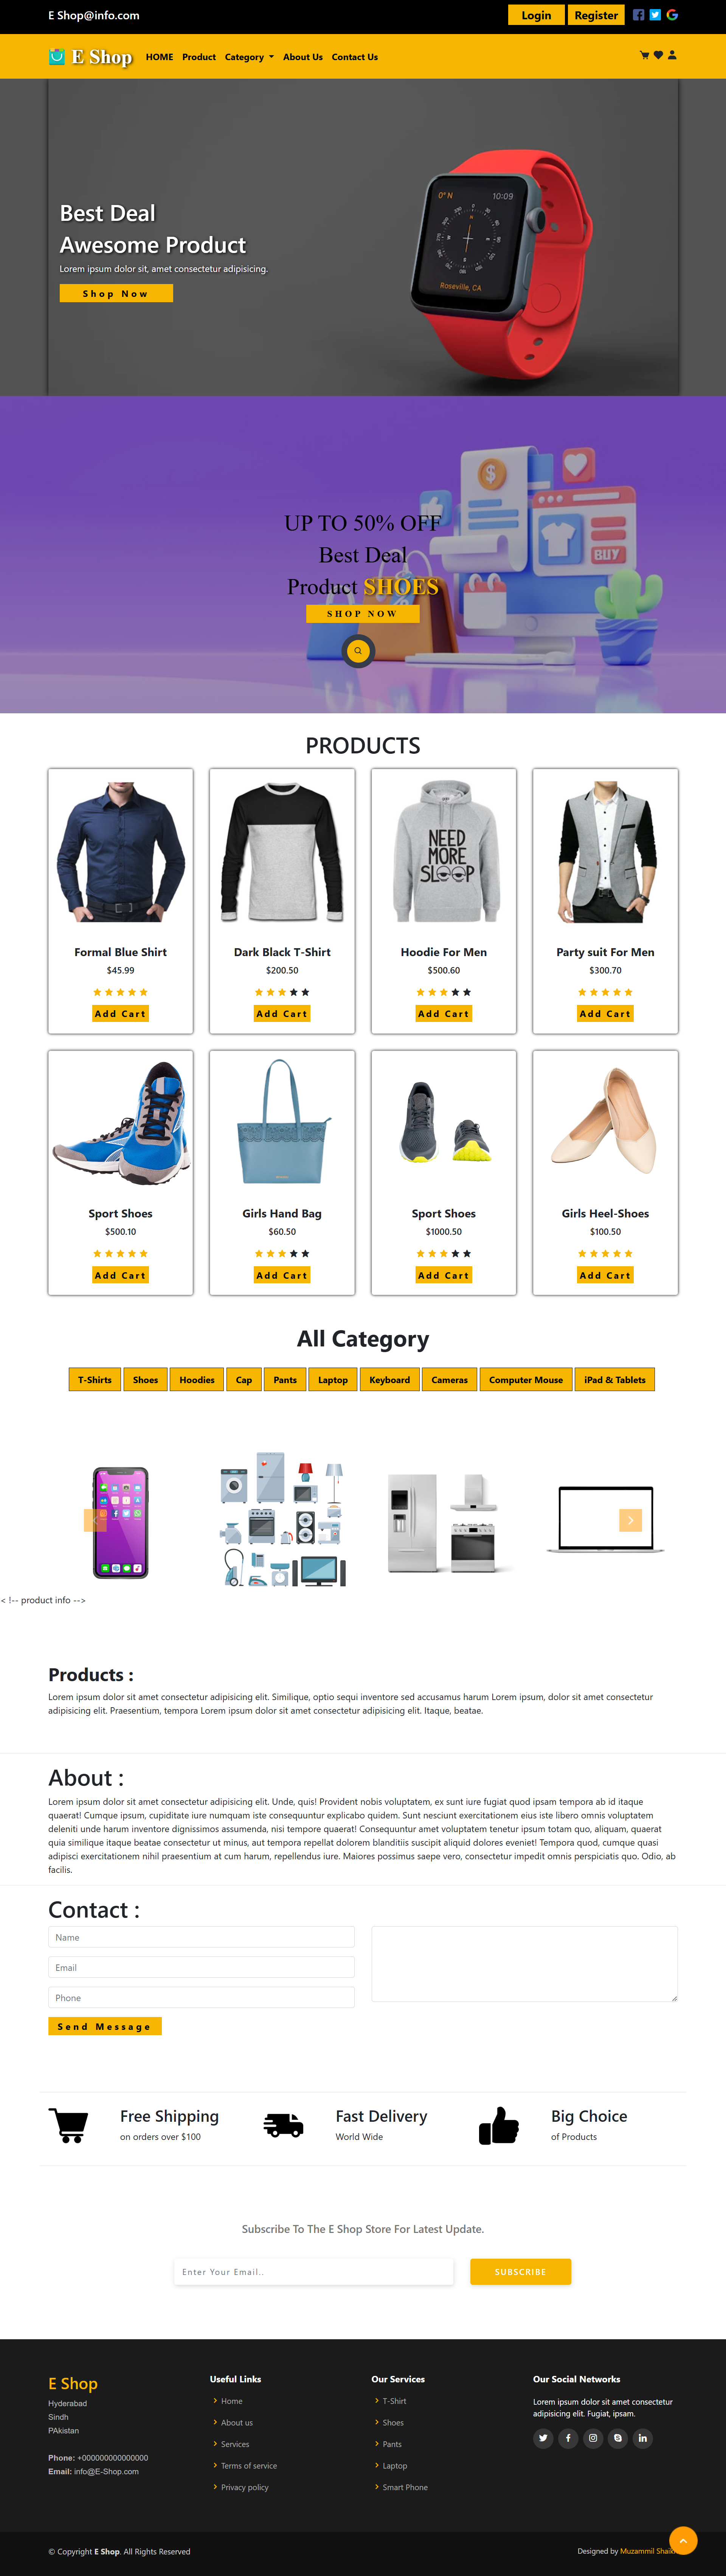 E Shop@info.com
Login
Register
E Shop
HOME
Product
Category
About Us
Contact Us
0° N
10:09
Roseville, CA
Best Deal
Awesome Product
Lorem ipsum dolor sit, amet consectetur adipisicing.
Shop Now
BUY
UP TO 50% OFF
Best Deal
Product SHOES
SHOP NOW
PRODUCTS
NEED
MORE
SLOOP
Formal Blue Shirt
$45.99
Add Cart
Dark Black T-Shirt
$200.50
Add Cart
Hoodie For Men
$500.60
Add Cart
Party suit For Men
$300.70
Add Cart
Sport Shoes
$500.10
Add Cart
Girls Hand Bag
$60.50
Add Cart
Sport Shoes
$1000.50
Add Cart
Girls Heel-Shoes
$100.50
Add Cart
All Category
T-Shirts
Shoes
Hoodies
Cap
Pants
Laptop
Keyboard
Cameras
Computer Mouse
iPad & Tablets
< !-- product info -->
Products :
Lorem ipsum dolor sit amet consectetur adipisicing elit. Similique, optio sequi inventore sed accusamus harum Lorem ipsum, dolor sit amet consectetur
adipisicing elit. Praesentium, tempora Lorem ipsum dolor sit amet consectetur adipisicing elit. Itaque, beatae.
About :
Lorem ipsum dolor sit amet consectetur adipisicing elit. Unde, quis! Provident nobis voluptatem, ex sunt iure fugiat quod ipsam tempora ab id itaque
quaerat! Cumque ipsum, cupiditate iure numquam iste consequuntur explicabo quidem. Sunt nesciunt exercitationem eius iste libero omnis voluptatem
deleniti unde harum inventore dignissimos assumenda, nisi tempore quaerat! Consequuntur amet voluptatem tenetur ipsum totam quo, aliquam, quaerat
quia similique itaque beatae consectetur ut minus, aut tempora repellat dolorem blanditiis suscipit aliquid dolores eveniet! Tempora quod, cumque quasi
adipisci exercitationem nihil praesentium at cum harum, repellendus iure. Maiores possimus saepe vero, consectetur impedit omnis perspiciatis quo. Odio, ab
facilis.
Contact :
Name
Email
Phone
Send Message
Free Shipping
on orders over $100
Fast Delivery
World Wide
Big Choice
of Products
Subscribe To The E Shop Store For Latest Update.
Enter Your Email..
SUBSCRIBE
E Shop
Hyderabad
Sindh
PAkistan
Phone: +000000000000000
Email: info@E-Shop.com
Useful Links
Home
About us
Services
Terms of service
Privacy policy
Our Services
T-Shirt
Shoes
Pants
Laptop
Smart Phone
Our Social Networks
Lorem ipsum dolor sit amet consectetur
adipisicing elit. Fugiat, ipsam.
© Copyright E Shop. All Rights Reserved
Designed by Muzammil